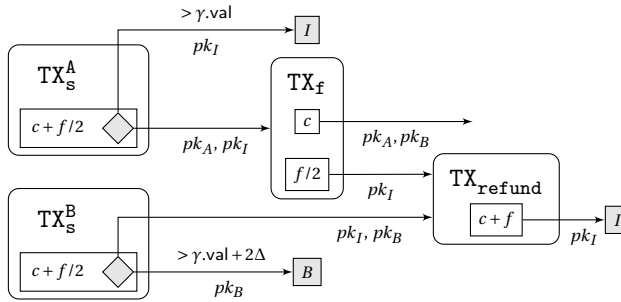 > γ.val
I
pk_I
TX_s^A
TX_f
c + f/2
c
pk_A, pk_I
pk_A, pk_B
f/2
pk_I
TX_refund
TX_s^B
c + f
I
pk_I, pk_B
pk_I
> γ.val + 2Δ
c + f/2
B
pk_B